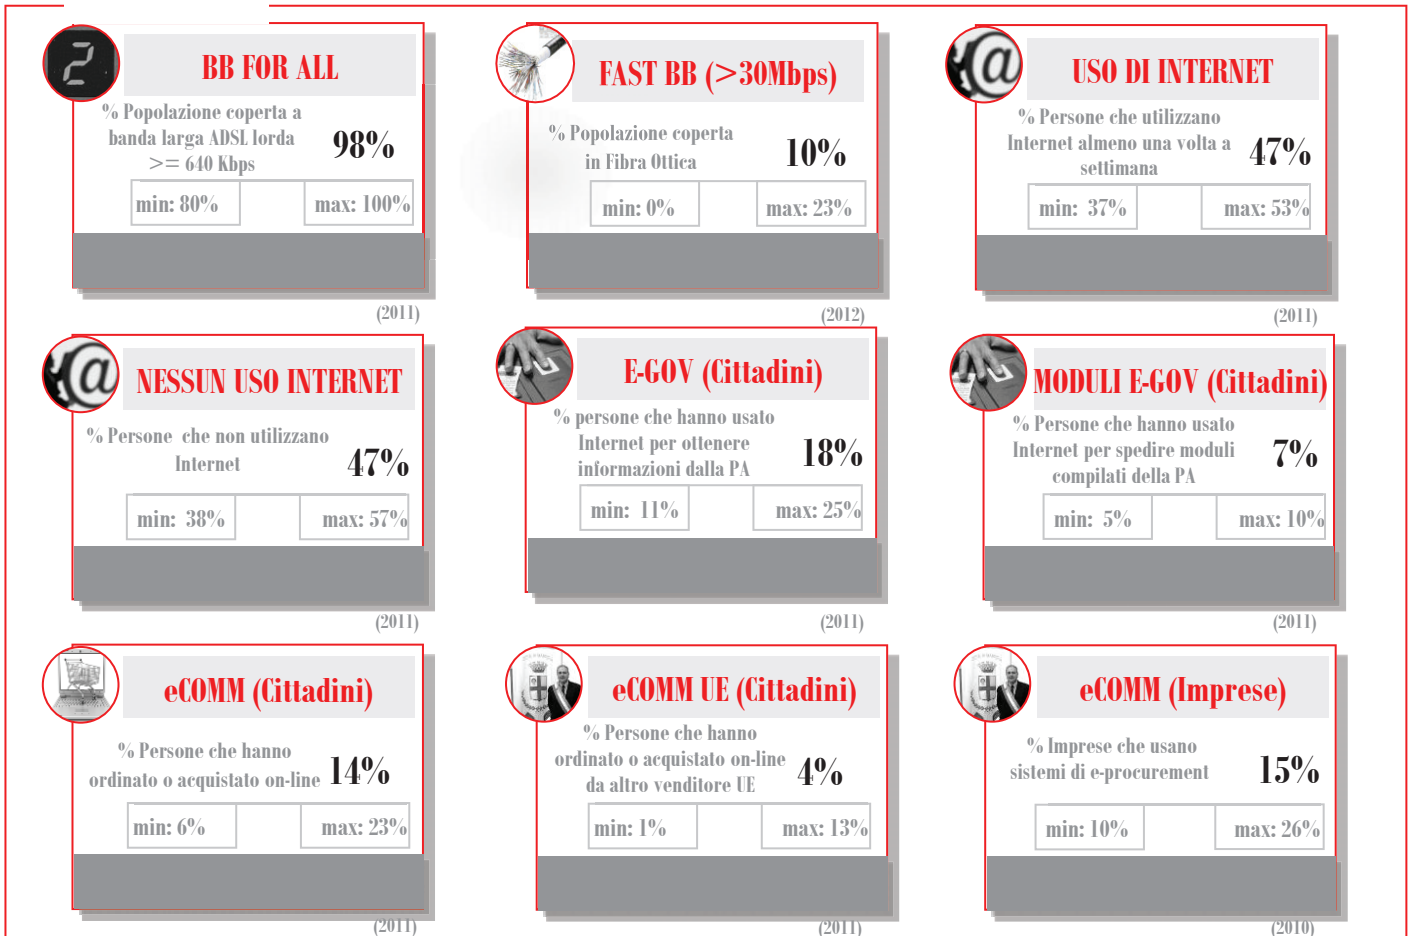 BB FOR ALL
% Popolazione coperta a
banda larga ADSL lorda
>= 640 Kbps
98%
min: 80%
max: 100%
(2011)
FAST BB (>30Mbps)
% Popolazione coperta
in Fibra Ottica
10%
min: 0%
max: 23%
(2012)
USO DI INTERNET
% Persone che utilizzano
Internet almeno una volta a
settimana
47%
min: 37%
max: 53%
(2011)
NESSUN USO INTERNET
% Persone che non utilizzano
Internet
47%
min: 38%
max: 57%
(2011)
E-GOV (Cittadini)
% persone che hanno usato
Internet per ottenere
informazioni dalla PA
18%
min: 11%
max: 25%
(2011)
MODULI E-GOV (Cittadini)
% Persone che hanno usato
Internet per spedire moduli
compilati della PA
7%
min: 5%
max: 10%
(2011)
eCOMM (Cittadini)
% Persone che hanno
ordinato o acquistato on-line
14%
min: 6%
max: 23%
(2011)
eCOMM UE (Cittadini)
% Persone che hanno
ordinato o acquistato on-line
da altro venditore UE
4%
min: 1%
max: 13%
(2011)
eCOMM (Imprese)
% Imprese che usano
sistemi di e-procurement
15%
min: 10%
max: 26%
(2010)